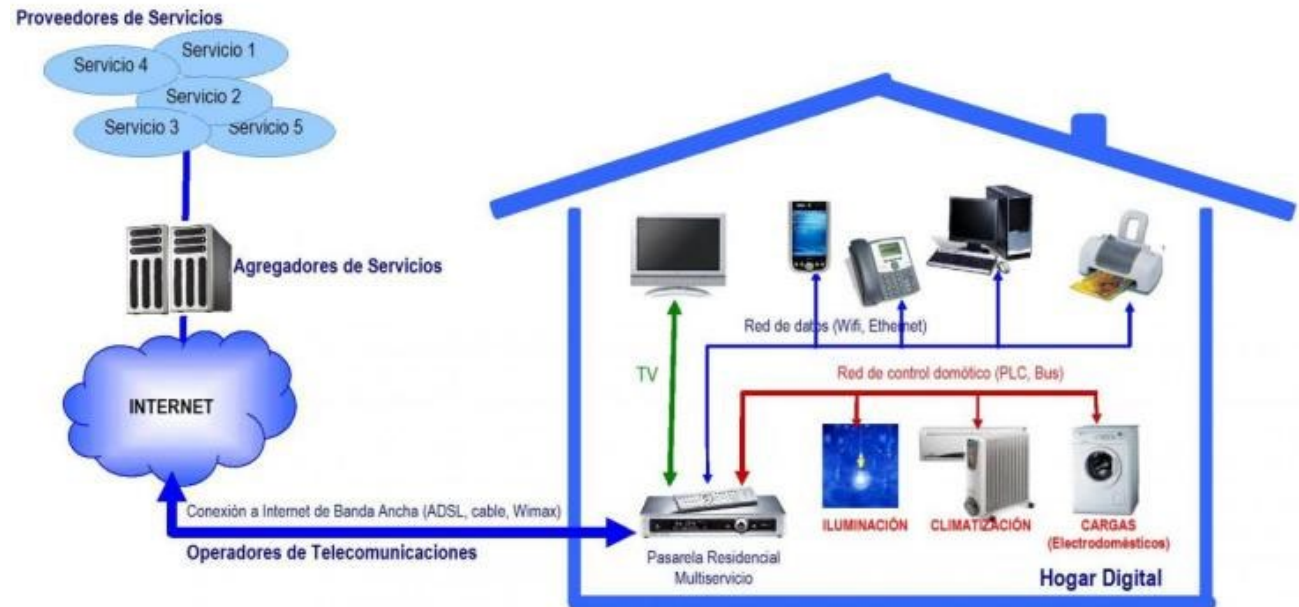 Proveedores de Servicios
Servicio 1
Servicio 4
Servicio 2
Servicio 3
Servicio 5
Agregadores de Servicios
INTERNET
Conexión a Internet de Banda Ancha (ADSL, cable, Wimax)
Operadores de Telecomunicaciones
Red de datos (Wifi, Ethernet)
TV
Red de control domótico (PLC, Bus)
ILUMINACIÓN
CLIMATIZACIÓN
CARGAS
(Electrodomésticos)
Pasarela Residencial
Multiservicio
Hogar Digital